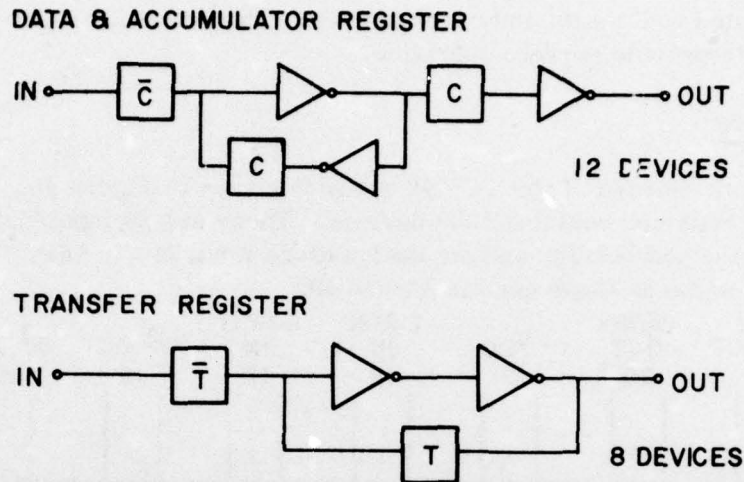 DATA & ACCUMULATOR REGISTER
IN
C̅
C
OUT
C
12 DEVICES
TRANSFER REGISTER
IN
T̅
OUT
T
8 DEVICES